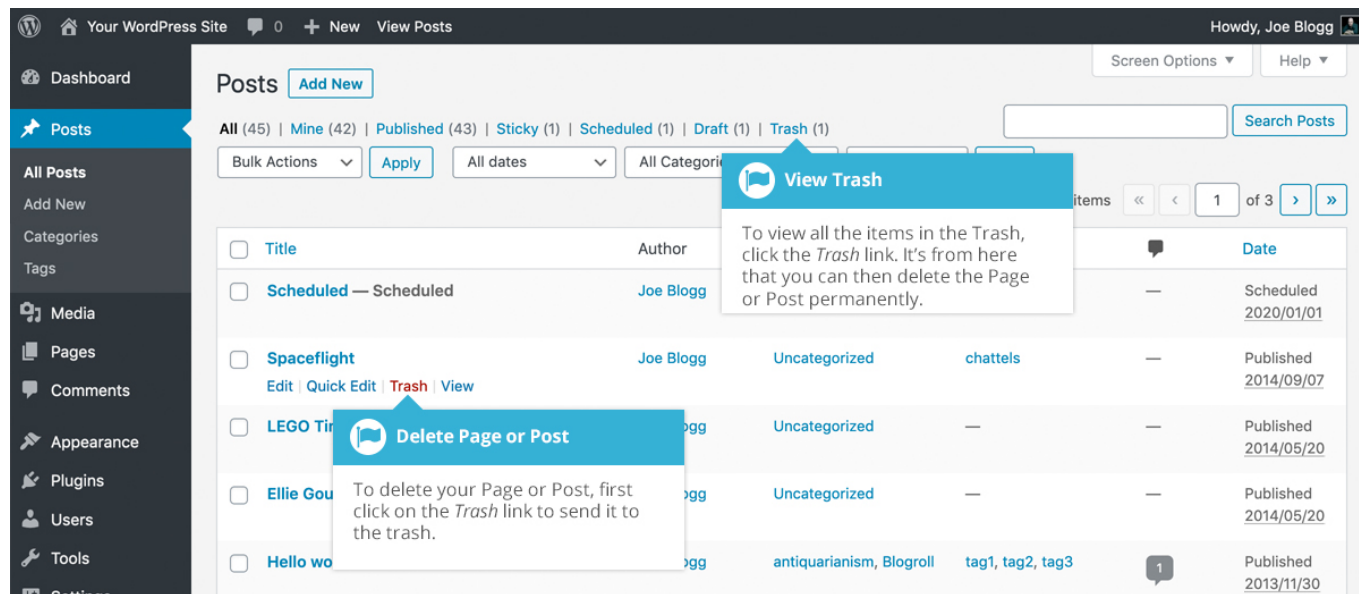 Your WordPress Site 0 + New View Posts Howdy, Joe Blogg
Dashboard
Posts
All Posts
Add New
Categories
Tags
Media
Pages
Comments
Appearance
Plugins
Users
Tools
Settings
Screen Options ▼ Help ▼
Posts Add New
All (45) | Mine (42) | Published (43) | Sticky (1) | Scheduled (1) | Draft (1) | Trash (1)
Search Posts
Bulk Actions Apply All dates All Categori
items « ‹ 1 of 3 › »
View Trash
To view all the items in the Trash,
click the Trash link. It's from here
that you can then delete the Page
or Post permanently.
Title Author Date
Scheduled — Scheduled Joe Blogg — Scheduled
2020/01/01
Spaceflight Joe Blogg Uncategorized chattels — Published
Edit | Quick Edit | Trash | View 2014/09/07
LEGO Ti ogg Uncategorized — — Published
2014/05/20
Delete Page or Post
To delete your Page or Post, first
click on the Trash link to send it to
the trash.
Ellie Gou ogg Uncategorized — — Published
2014/05/20
Hello wo ogg antiquarianism, Blogroll tag1, tag2, tag3 1 Published
2013/11/30